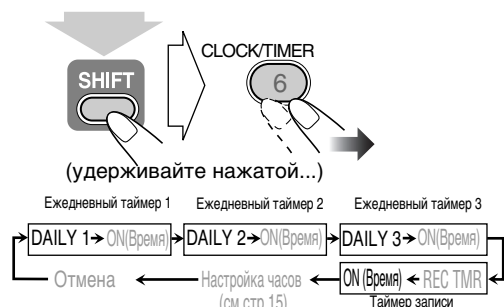 CLOCK/TIMER
SHIFT
6
(удерживайте нажатой...)
Ежедневный таймер 1 Ежедневный таймер 2 Ежедневный таймер 3
DAILY 1→ON(Время)→DAILY 2→ON(Время)→DAILY 3→ON(Время)
Отмена ← Настройка часов ← ON (Время) ← REC TMR
(см стр 15) Таймер записи